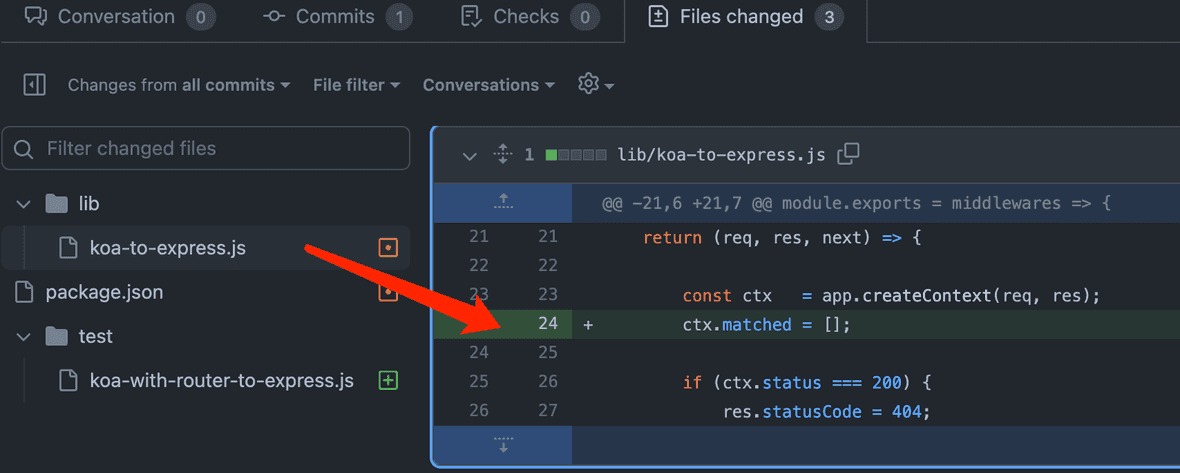 Conversation 0 Commits 1 Checks 0 Files changed 3
Changes from all commits File filter Conversations
Filter changed files
lib
koa-to-express.js
package.json
test
koa-with-router-to-express.js
1 lib/koa-to-express.js
@@ -21,6 +21,7 @@ module.exports = middlewares => {
21 21 return (req, res, next) => {
22 22
23 23 const ctx = app.createContext(req, res);
24 + ctx.matched = [];
24 25
25 26 if (ctx.status === 200) {
26 27 res.statusCode = 404;